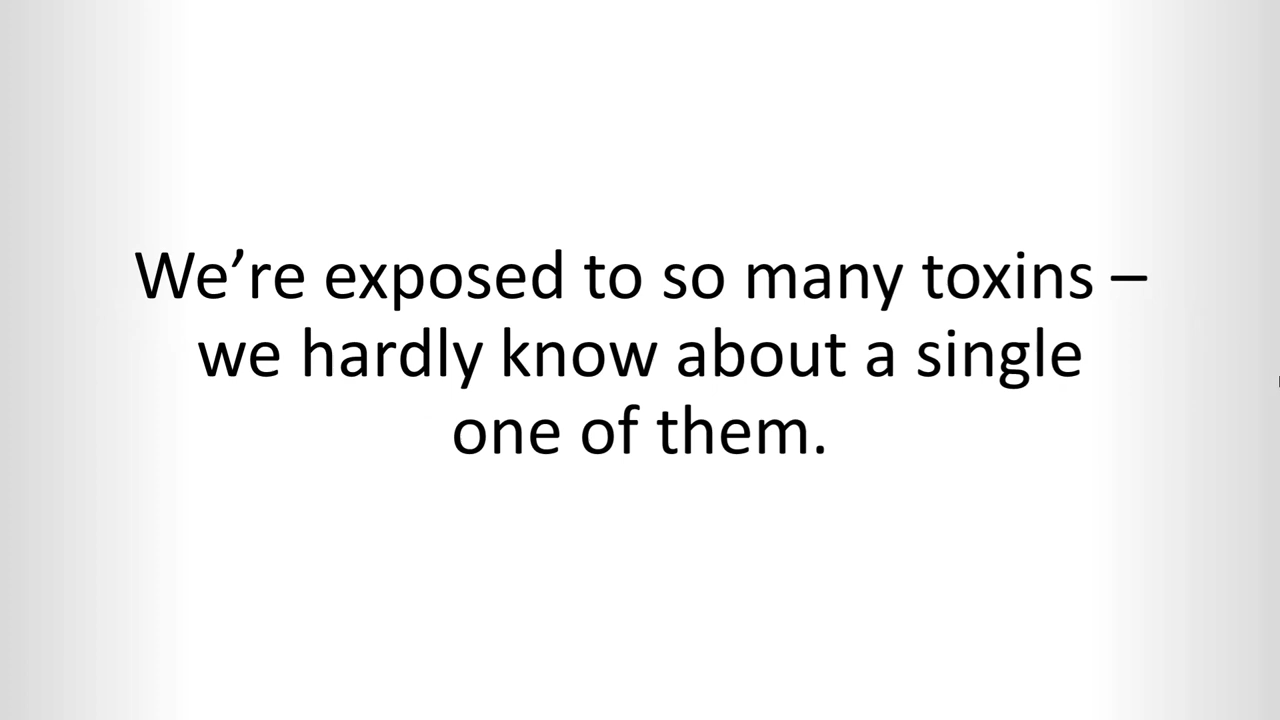 We’re exposed to so many toxins –
we hardly know about a single
one of them.